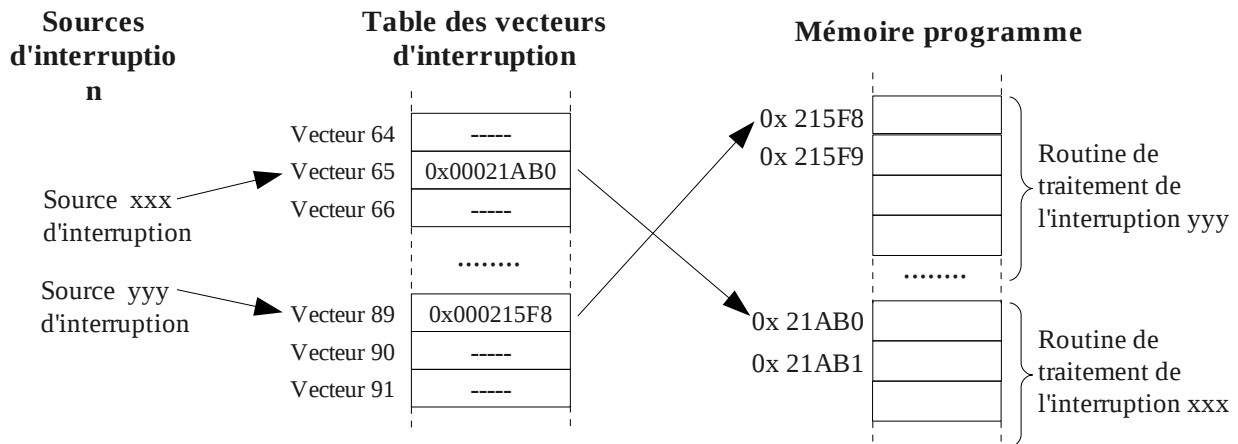 Sources
d'interruptio
n
Table des vecteurs
d'interruption
Mémoire programme
Vecteur 64
-----
Vecteur 65
0x00021AB0
Vecteur 66
-----
........
Vecteur 89
0x000215F8
Vecteur 90
-----
Vecteur 91
-----
Source xxx
d'interruption
Source yyy
d'interruption
0x 215F8
0x 215F9
........
0x 21AB0
0x 21AB1
Routine de
traitement de
l'interruption yyy
Routine de
traitement de
l'interruption xxx